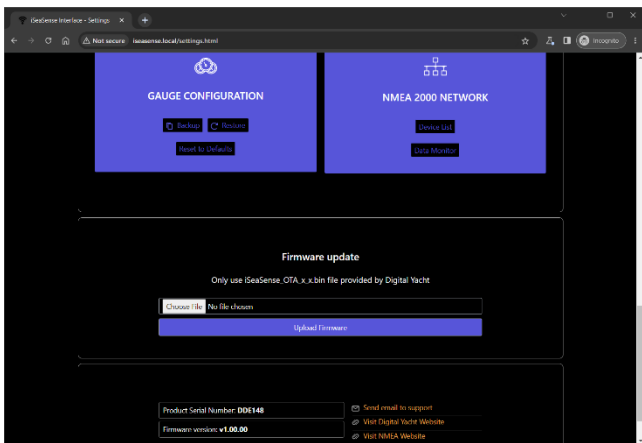 iSeaSense Interface - Settings
Not secure iseasense.local/settings.html
Incognito
GAUGE CONFIGURATION
Backup Restore
Reset to Defaults
NMEA 2000 NETWORK
Device List
Data Monitor
Firmware update
Only use iSeaSense_OTA_x_x.bin file provided by Digital Yacht
Choose File No file chosen
Upload Firmware
Product Serial Number: DDE148
Firmware version: v1.00.00
Send email to support
Visit Digital Yacht Website
Visit NMEA Website